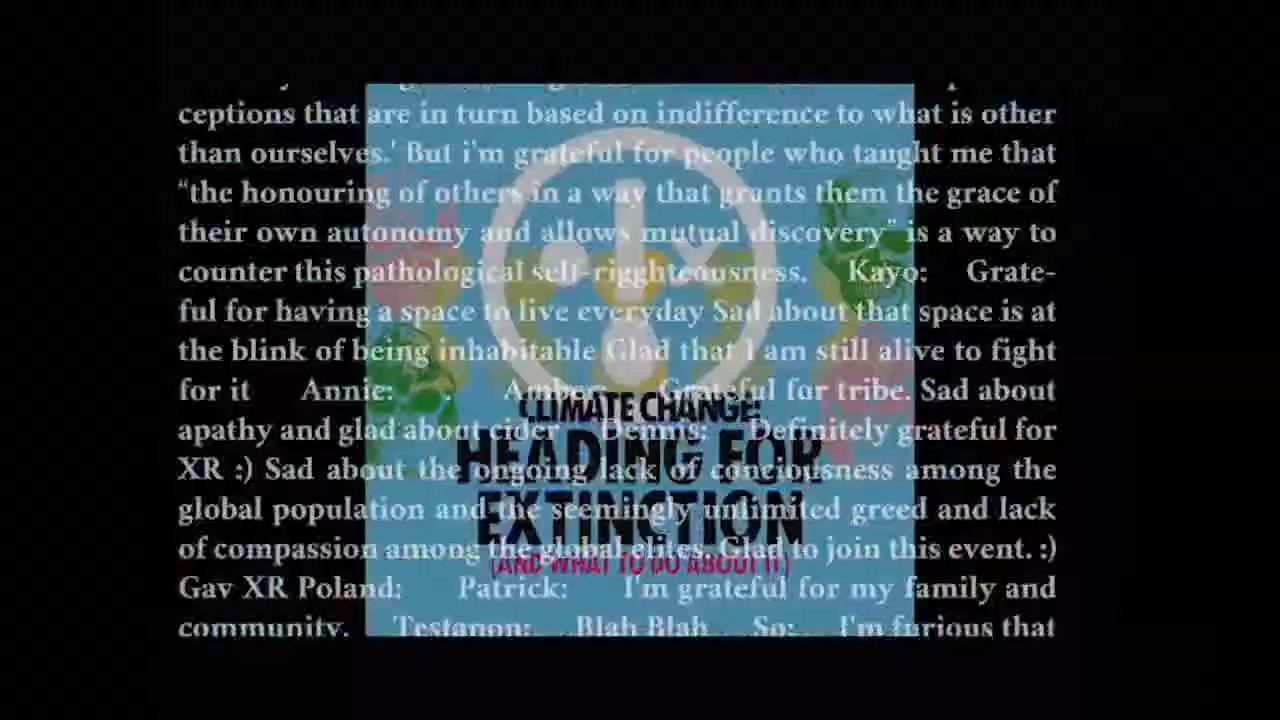 ceptions that are in turn based on indifference to what is other
than ourselves.' But i'm grateful for people who taught me that
"the honouring of others in a way that grants them the grace of
their own autonomy and allows mutual discovery" is a way to
counter this pathological self-rigghteousness. Kayo: Grate-
ful for having a space to live everyday Sad about that space is at
the blink of being inhabitable Glad that I am still alive to fight
for it Annie: . Amber: Grateful for tribe. Sad about
CLIMATE CHANGE:
apathy and glad about cider Dennis: Definitely grateful for
HEADING FOR
XR :) Sad about the ongoing lack of conciousness among the
global population and the seemingly unlimited greed and lack
EXTINCTION
of compassion among the global elites. Glad to join this event. :)
(AND WHAT TO DO ABOUT IT)
Gav XR Poland: Patrick: I'm grateful for my family and
community. Testanon: Blah Blah So: I'm furious that